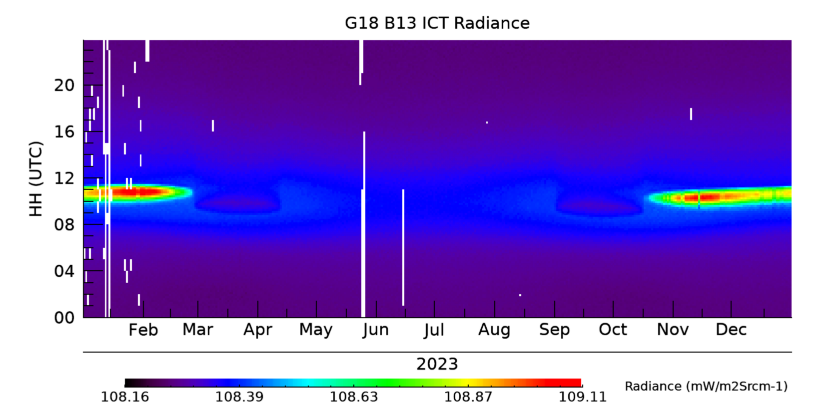 G18 B13 ICT Radiance
20
16
12
08
04
00
HH (UTC)
Feb Mar Apr May Jun Jul Aug Sep Oct Nov Dec
2023
108.16 108.39 108.63 108.87 109.11
Radiance (mW/m2Srcm-1)